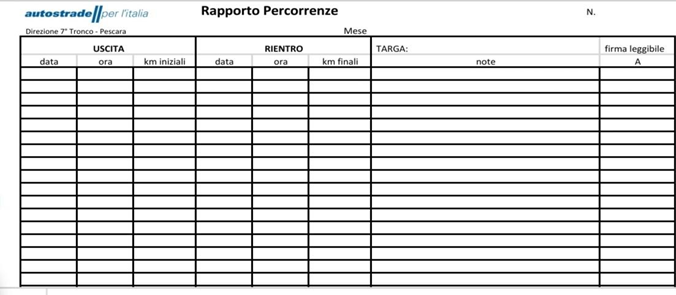 autostrade//per l'italia Rapporto Percorrenze N.
Direzione 7° Tronco - Pescara Mese
USCITA RIENTRO TARGA: firma leggibile
data ora km iniziali data ora km finali note A